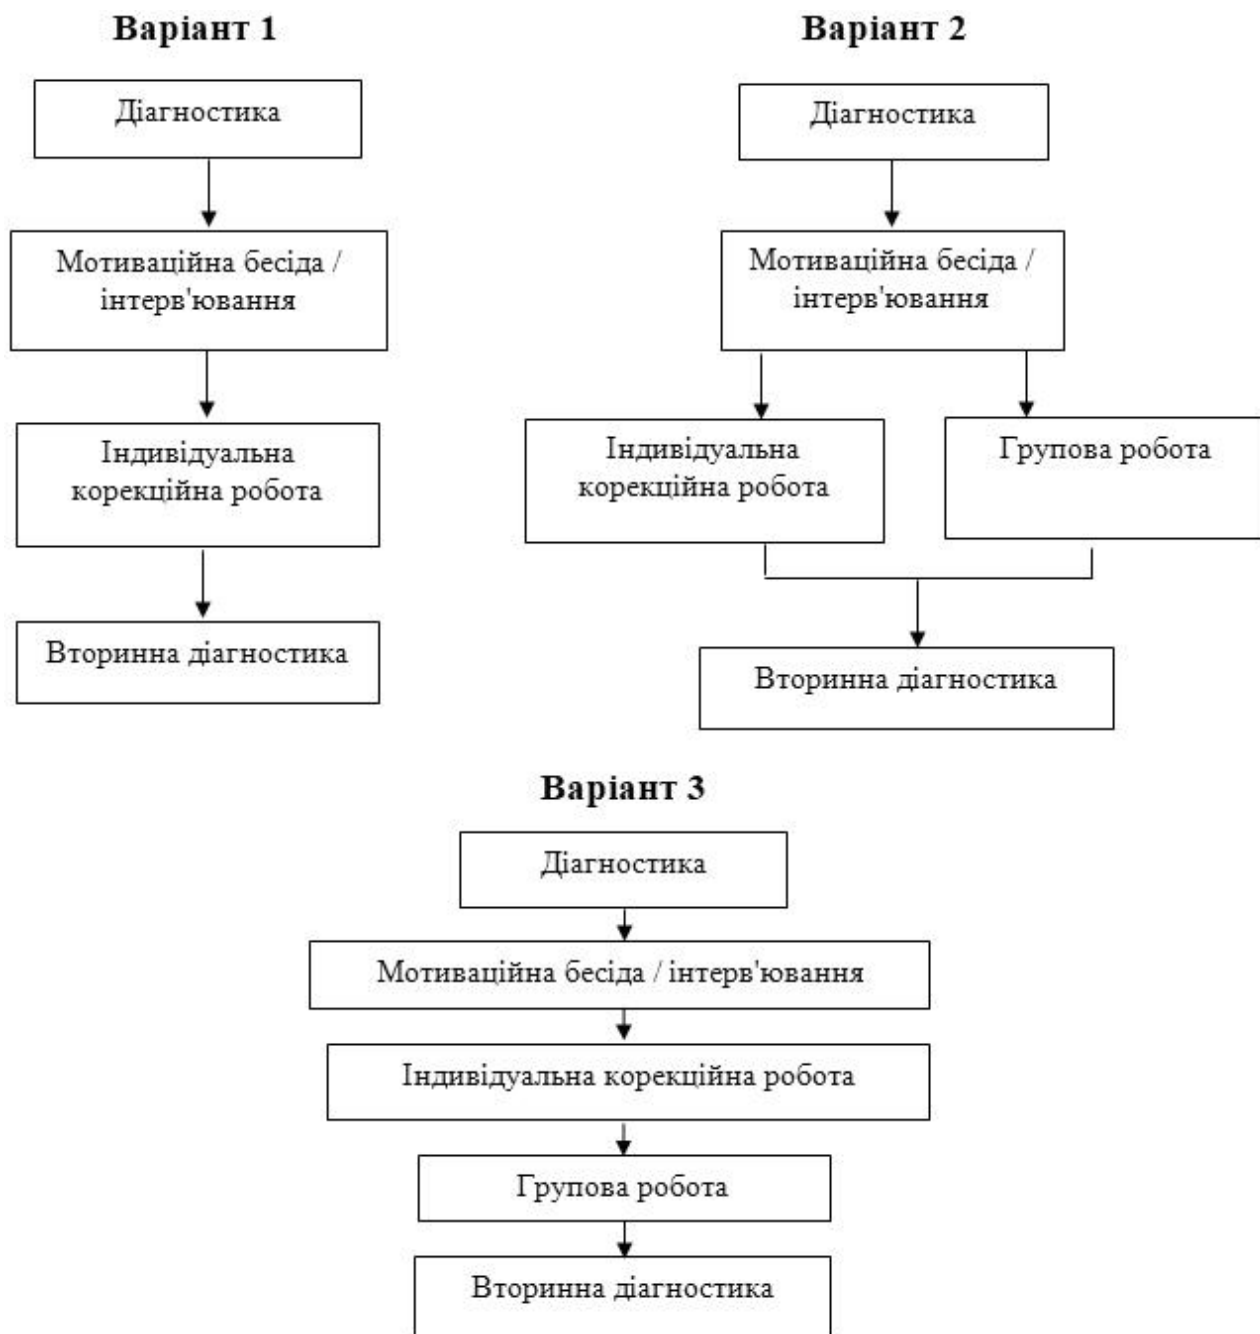 Варіант 1
Діагностика
Мотиваційна бесіда /
інтерв'ювання
Індивідуальна
корекційна робота
Вторинна діагностика
Варіант 2
Діагностика
Мотиваційна бесіда /
інтерв'ювання
Індивідуальна
корекційна робота
Групова робота
Вторинна діагностика
Варіант 3
Діагностика
Мотиваційна бесіда / інтерв'ювання
Індивідуальна корекційна робота
Групова робота
Вторинна діагностика